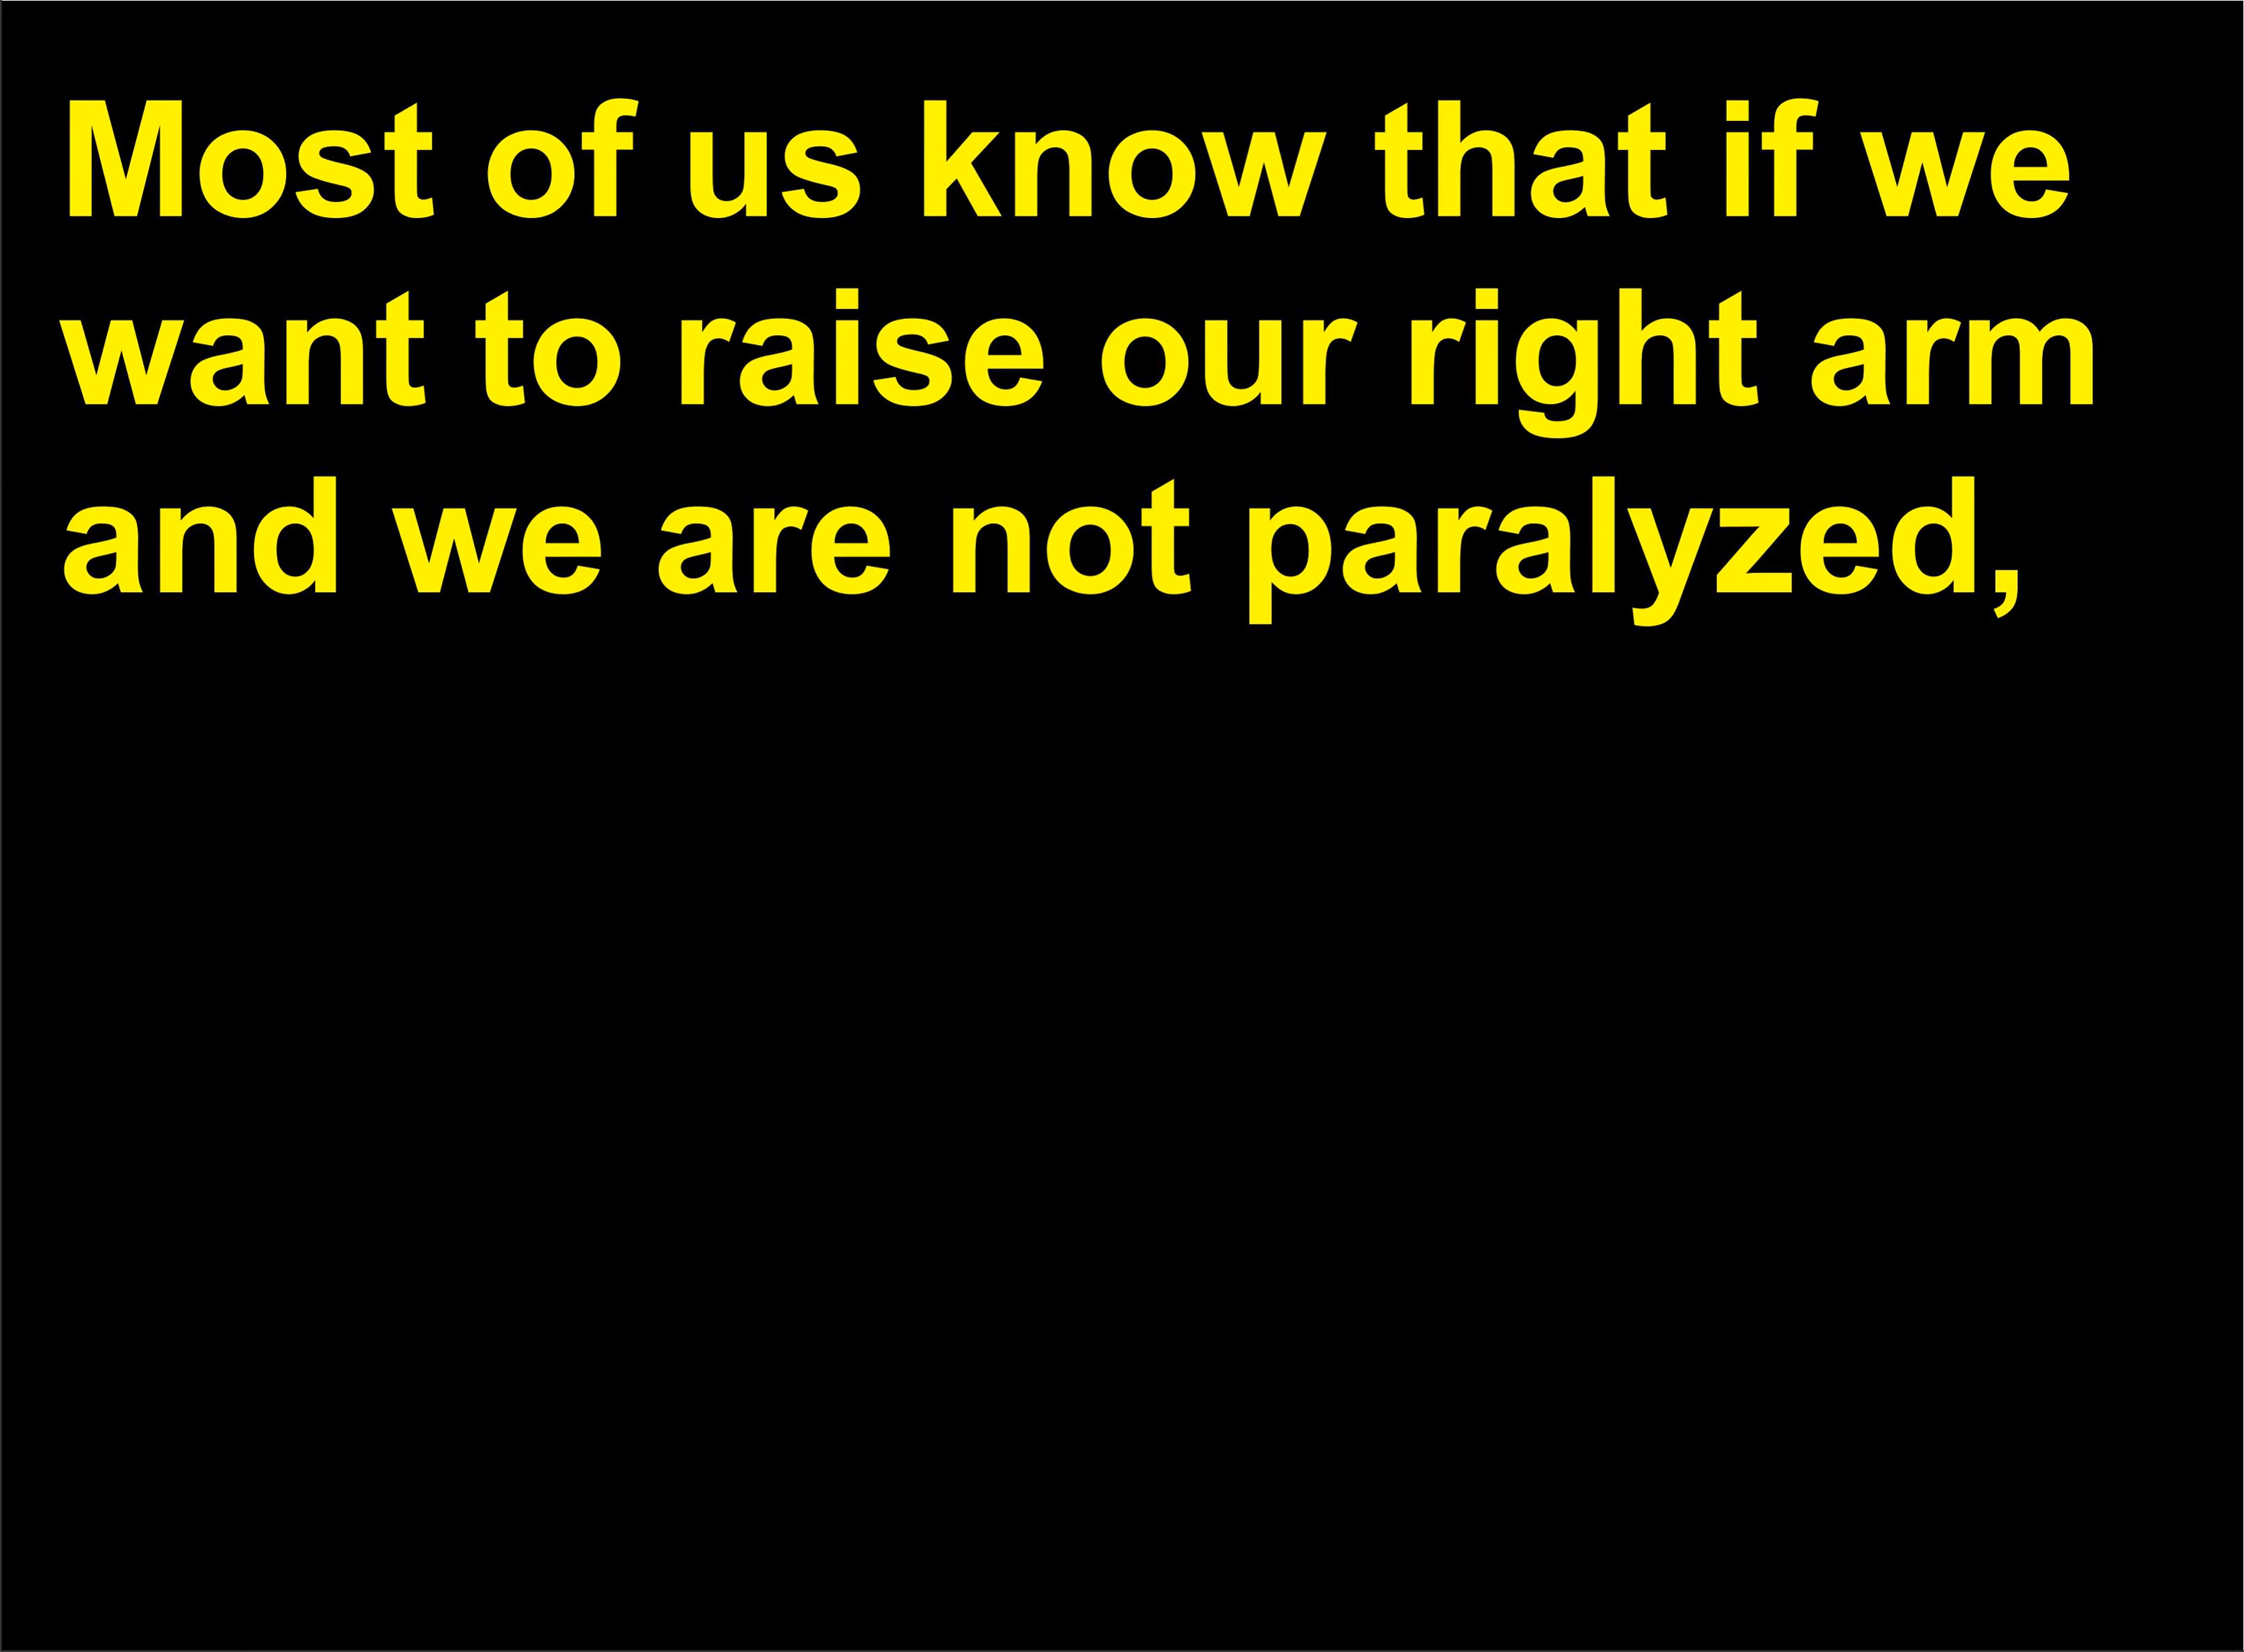 Most of us know that if we
want to raise our right arm
and we are not paralyzed,